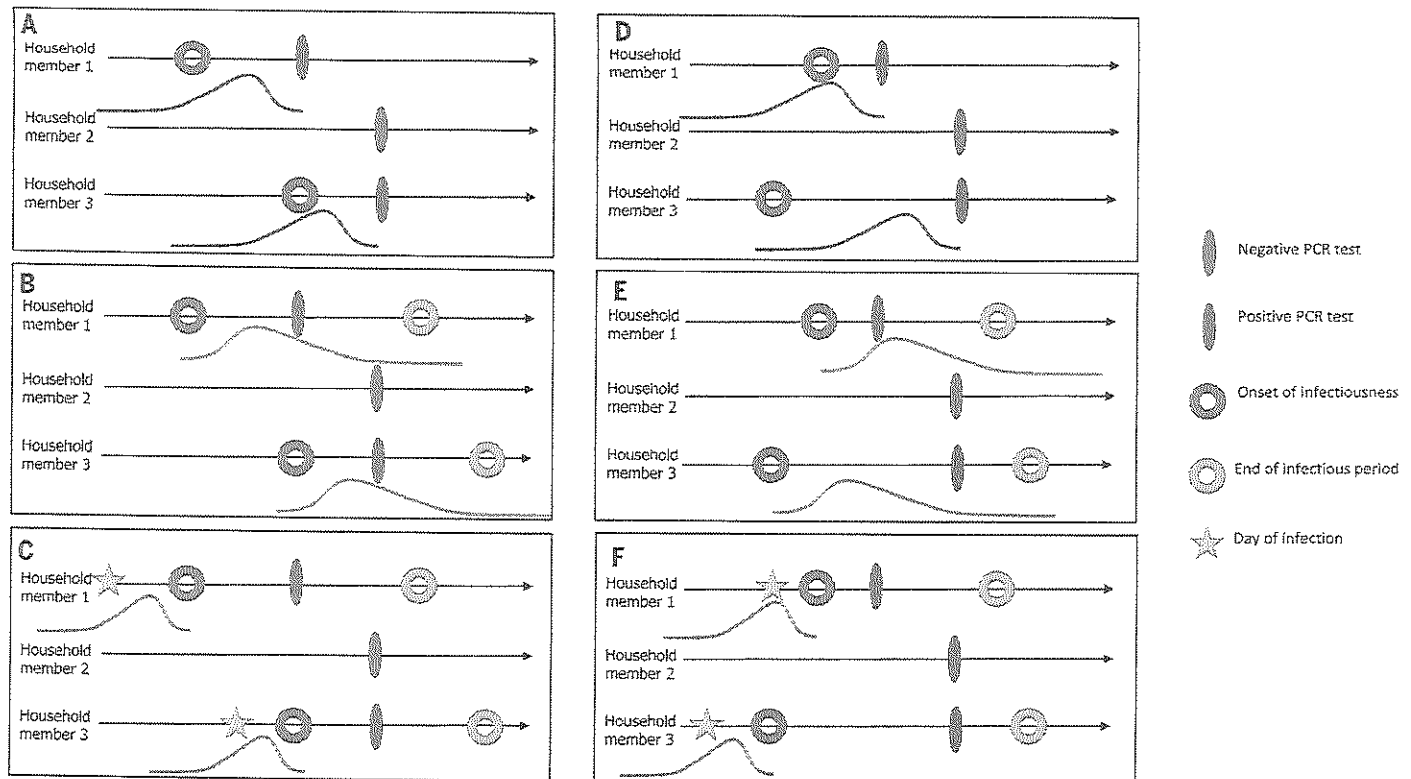 A
Household
member 1
Household
member 2
Household
member 3
B
Household
member 1
Household
member 2
Household
member 3
C
Household
member 1
Household
member 2
Household
member 3
D
Household
member 1
Household
member 2
Household
member 3
E
Household
member 1
Household
member 2
Household
member 3
F
Household
member 1
Household
member 2
Household
member 3
Negative PCR test
Positive PCR test
Onset of infectiousness
End of infectious period
Day of infection